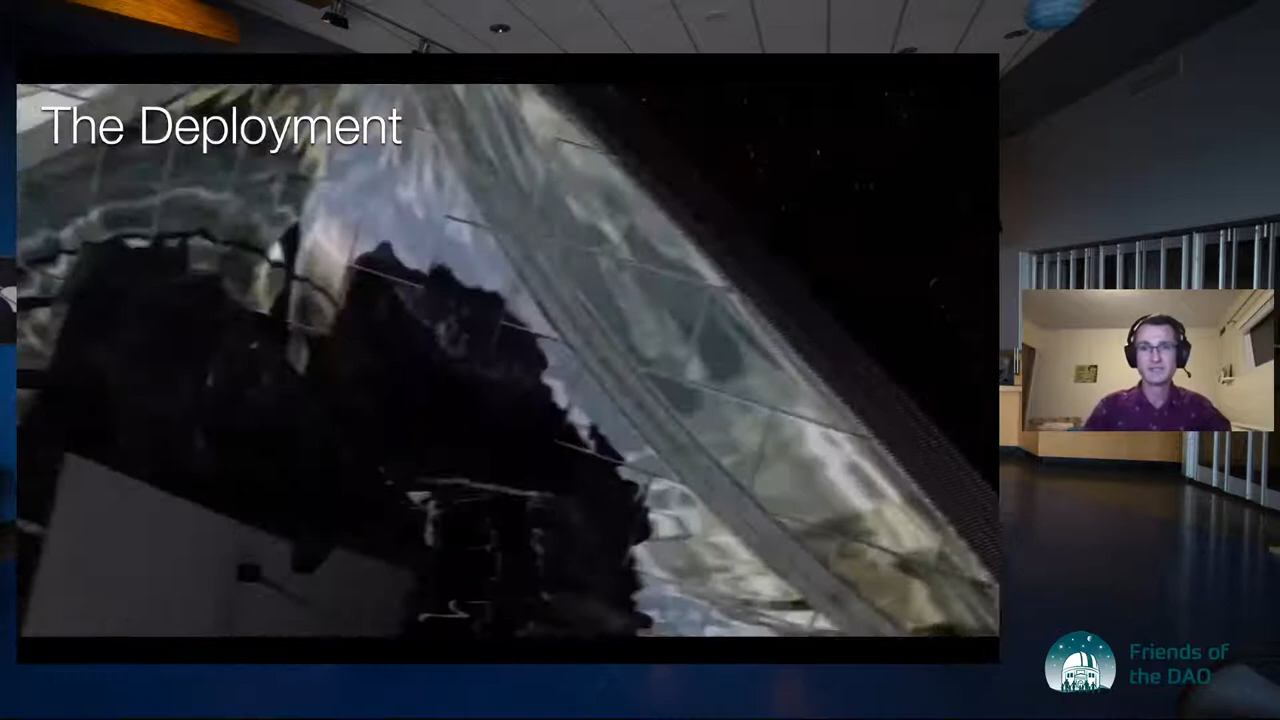 The Deployment
Friends of
the DAO